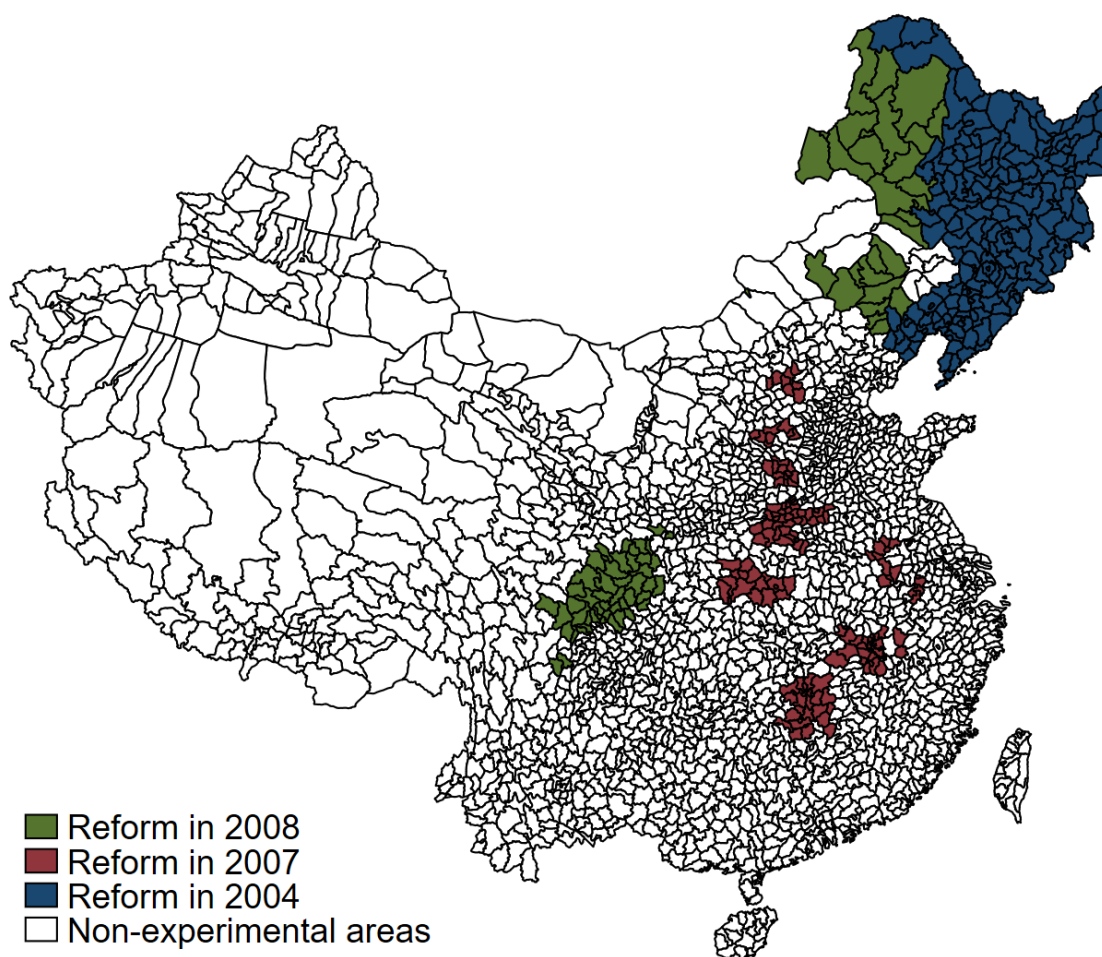 Reform in 2008
Reform in 2007
Reform in 2004
Non-experimental areas